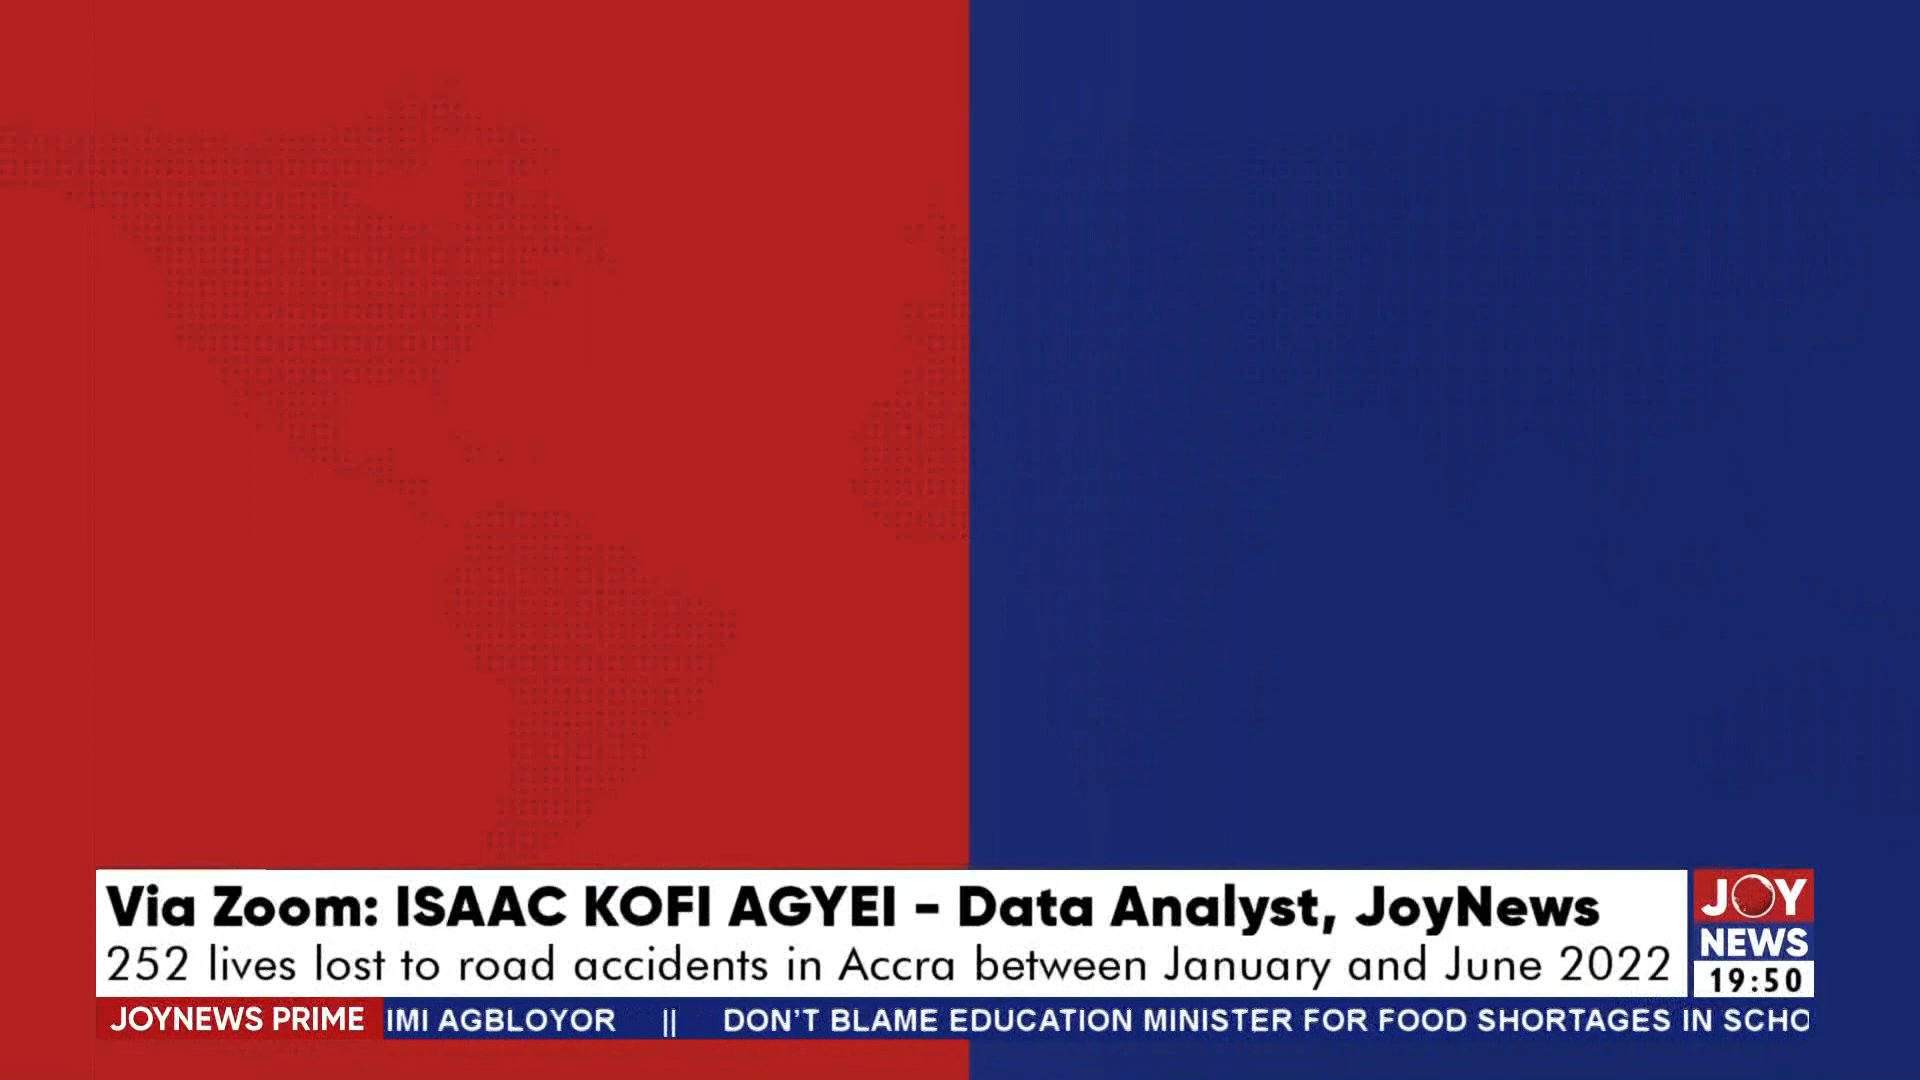 Via Zoom: ISAAC KOFI AGYEI - Data Analyst, JoyNews
252 lives lost to road accidents in Accra between January and June 2022
JOY
NEWS
19:50
JOYNEWS PRIME
IMI AGBLOYOR || DON'T BLAME EDUCATION MINISTER FOR FOOD SHORTAGES IN SCHO